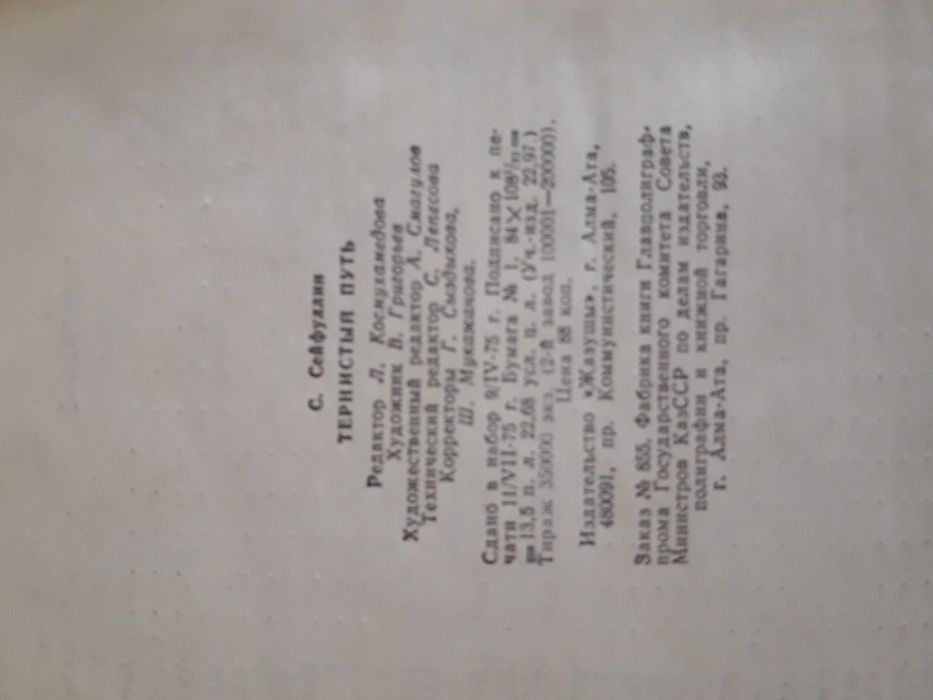 С. Сейфуллин
ТЕРНИСТЫЙ ПУТЬ
Редактор Л. Космухамедова
Художник В. Григорьев
Художественный редактор А. Смагулов
Технический редактор С. Лепесова
Корректоры Г. Сыздыкова,
Ш. Мукажанова.
Сдано в набор 9/IV-75 г. Подписано к пе-
чати 11/VII-75 г. Бумага № 1. 84×108¹/₃₂=
=13,5 п. л. 22,68 усл. п. л. (Уч.-изд. 22,97.)
Тираж 350000 экз. (2-й завод 100001—200000)).
Цена 88 коп.
Издательство «Жазушы», г. Алма-Ата,
480091, пр. Коммунистический, 105.
Заказ № 855. Фабрика книги Главполиграф-
прома Государственного комитета Совета
Министров КазССР по делам издательств,
полиграфии и книжной торговли,
г. Алма-Ата, пр. Гагарина, 93.